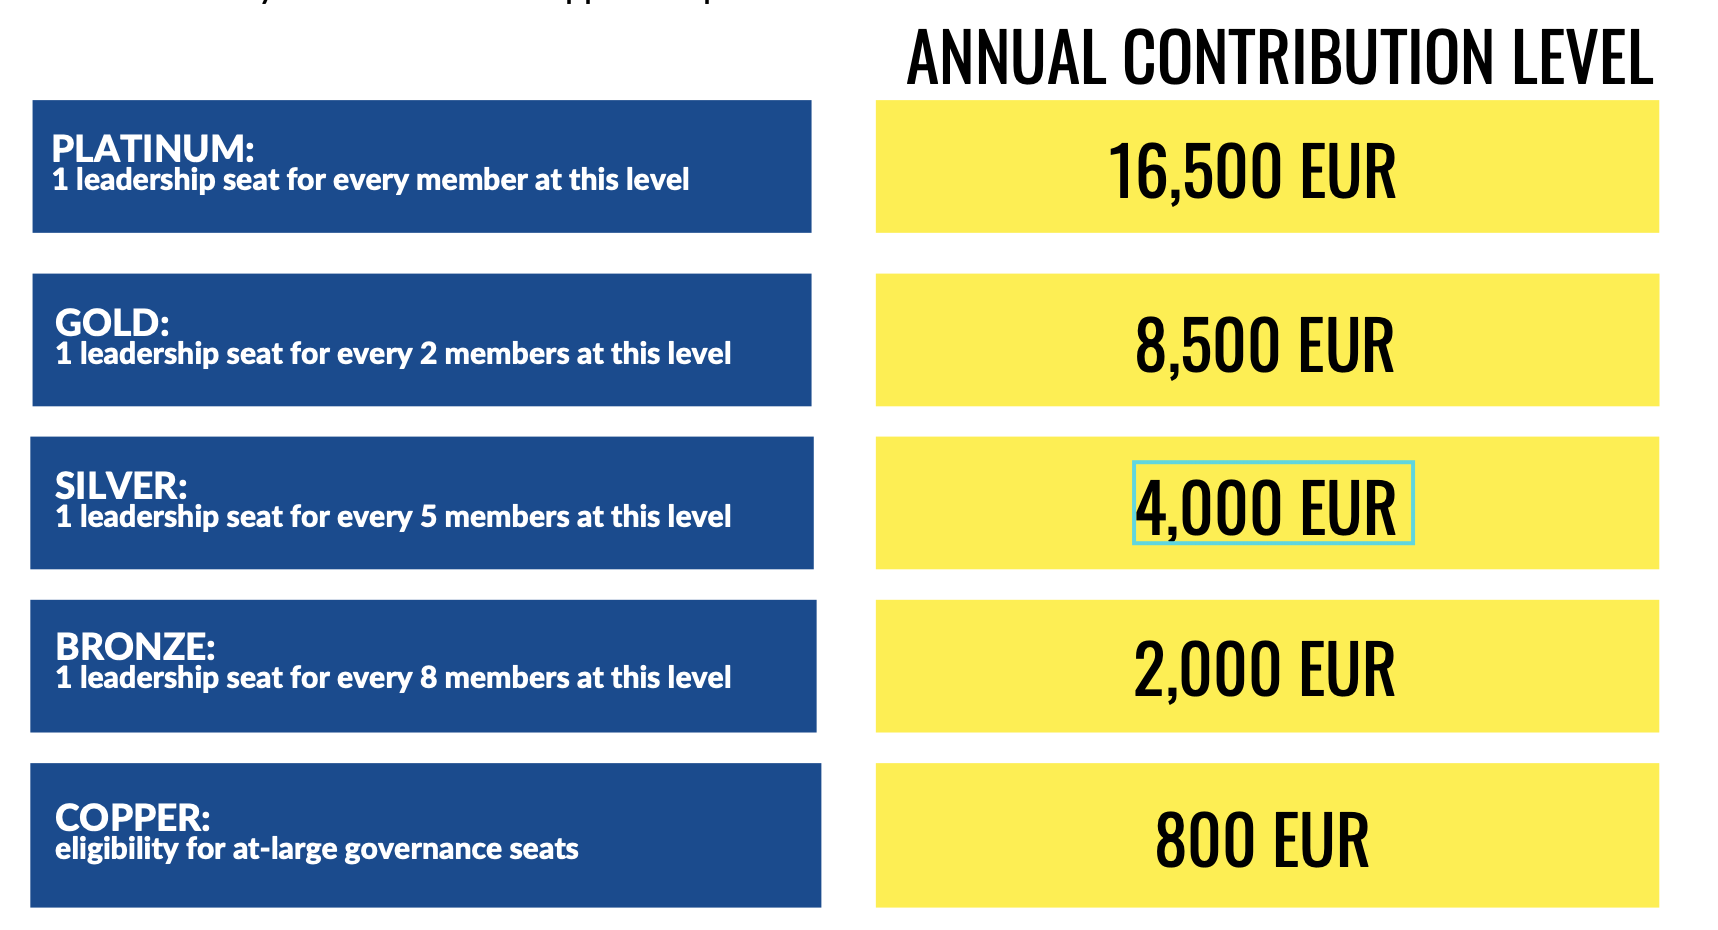 ANNUAL CONTRIBUTION LEVEL
PLATINUM:
1 leadership seat for every member at this level
16,500 EUR
GOLD:
1 leadership seat for every 2 members at this level
8,500 EUR
SILVER:
1 leadership seat for every 5 members at this level
4,000 EUR
BRONZE:
1 leadership seat for every 8 members at this level
2,000 EUR
COPPER:
eligibility for at-large governance seats
800 EUR